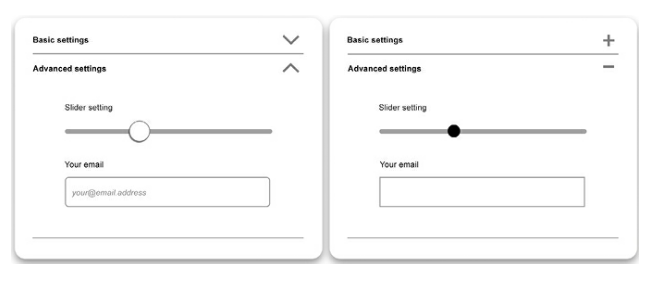 Basic settings
Advanced settings
Slider setting
Your email
your@email.address
Basic settings
Advanced settings
Slider setting
Your email